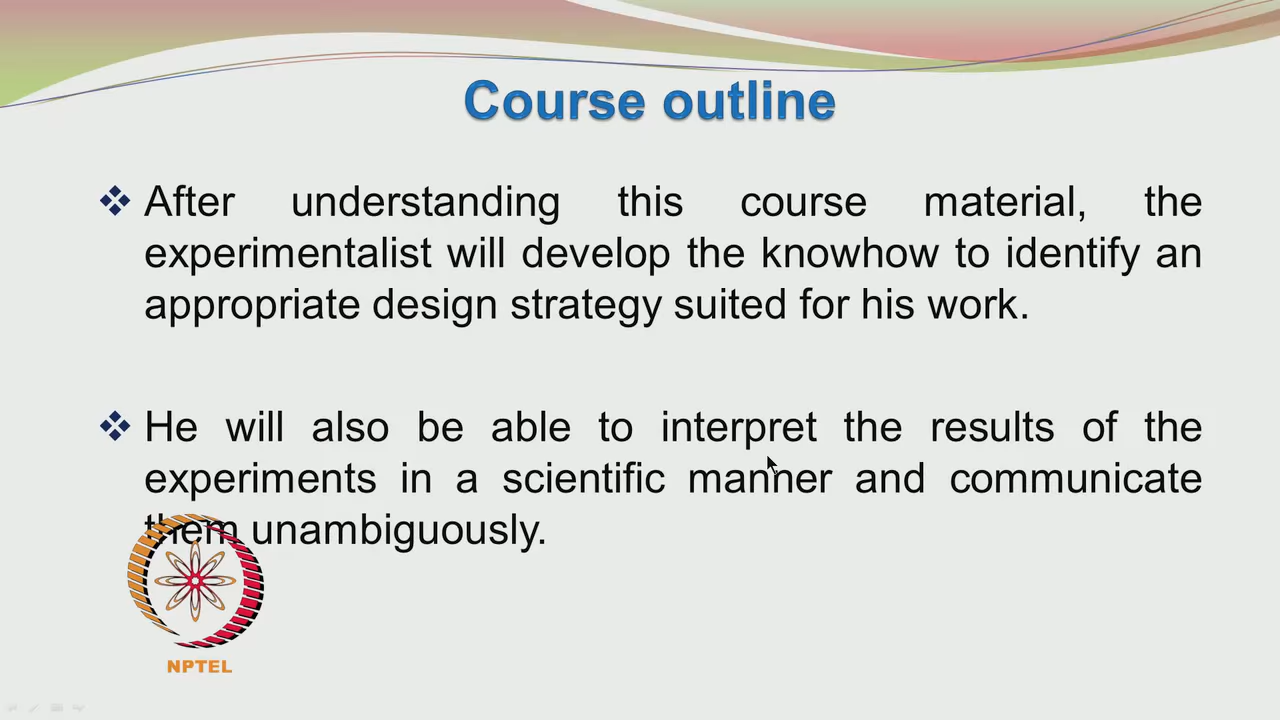 Course outline
After understanding this course material, the
experimentalist will develop the knowhow to identify an
appropriate design strategy suited for his work.
He will also be able to interpret the results of the
experiments in a scientific manner and communicate
them unambiguously.
NPTEL